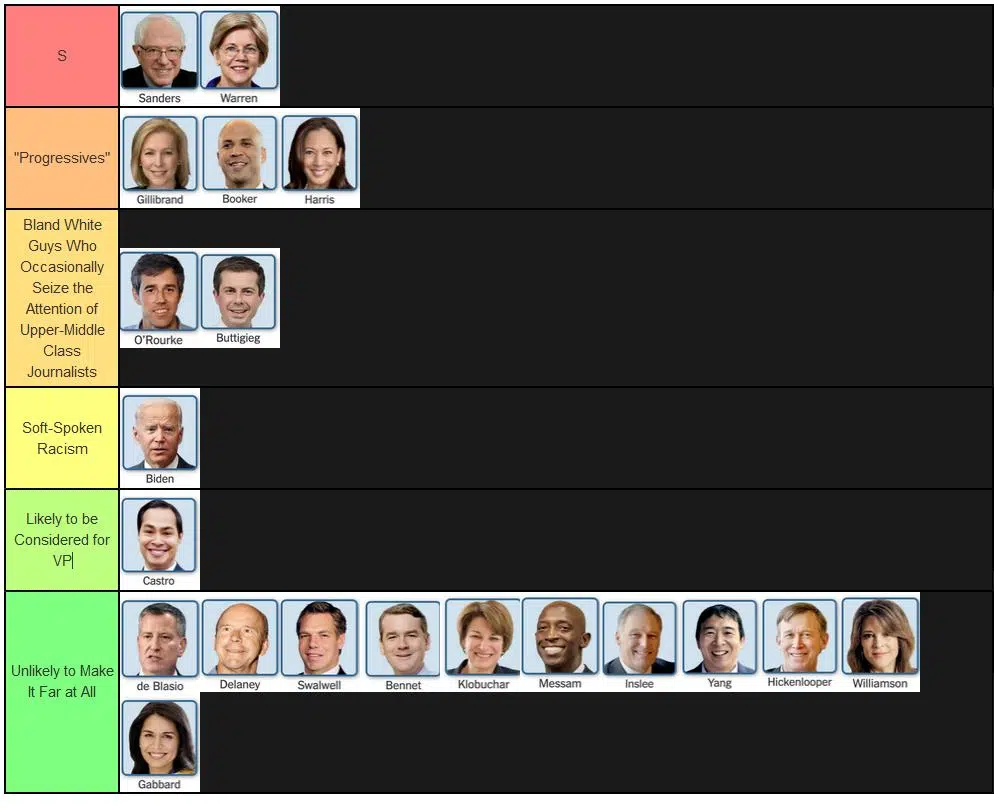 S
Sanders Warren
"Progressives"
Gillibrand Booker Harris
Bland White
Guys Who
Occasionally
Seize the
Attention of
Upper-Middle
Class
Journalists
O'Rourke Buttigieg
Soft-Spoken
Racism
Biden
Likely to be
Considered for
VP
Castro
Unlikely to Make
It Far at All
de Blasio Delaney Swalwell Bennet Klobuchar Messam Inslee Yang Hickenlooper Williamson
Gabbard